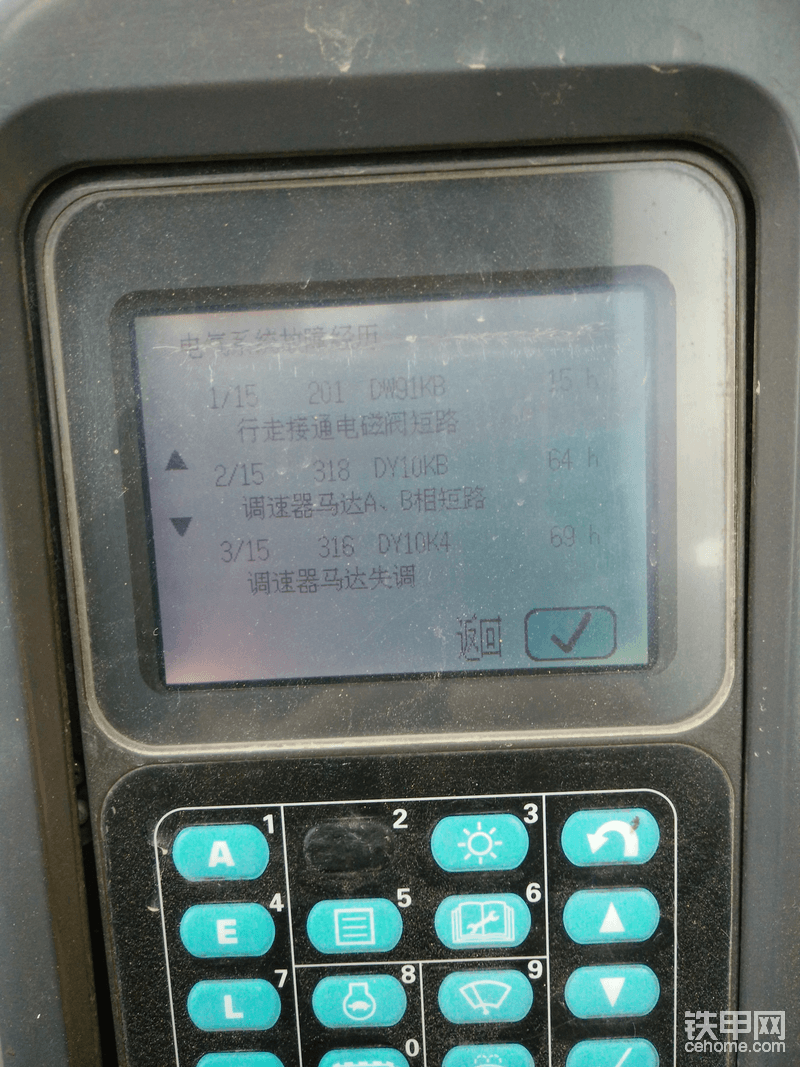 电气系统故障经历
1/15 201 DW91KB 15 h
行走接通电磁阀短路
2/15 318 DY10KB 64 h
调速器马达A、B相短路
3/15 316 DY10K4 69 h
调速器马达失调
返回
1 2 3
A
4 5 6
E
7 8 9
L
0
铁甲网
cehome.com